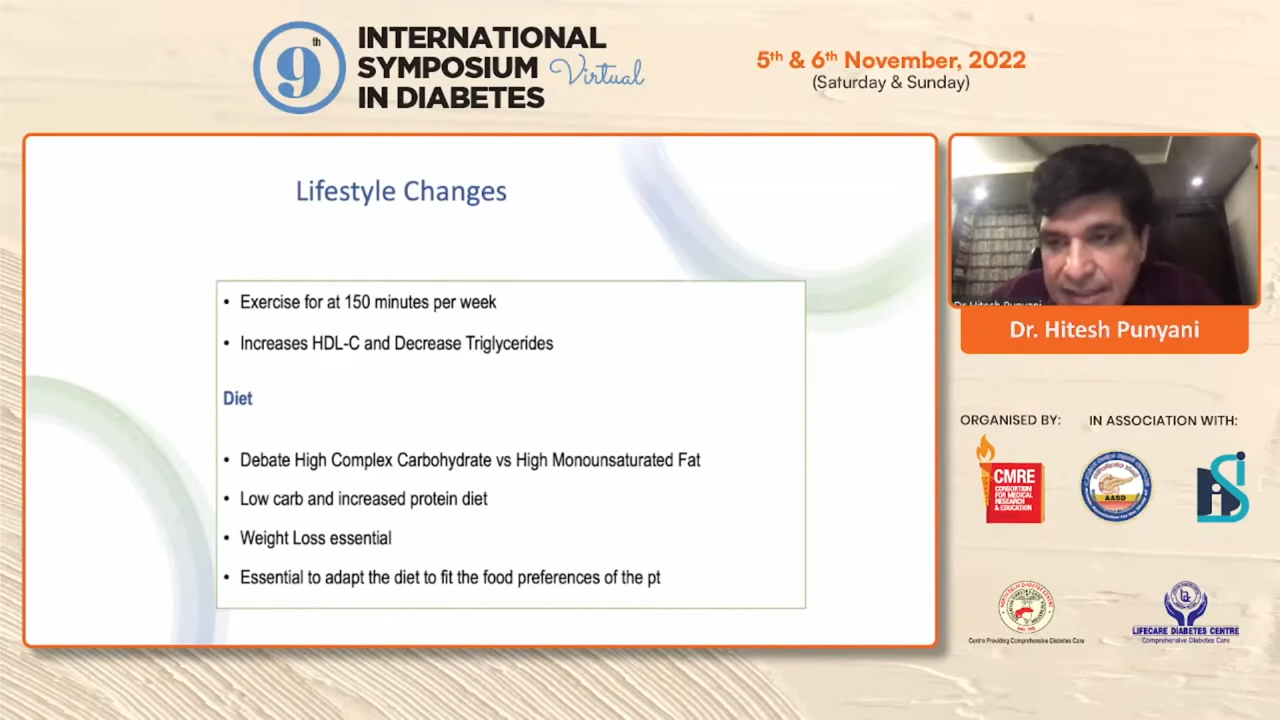 9th
INTERNATIONAL
SYMPOSIUM Virtual
IN DIABETES
5th & 6th November, 2022
(Saturday & Sunday)
Lifestyle Changes
• Exercise for at 150 minutes per week
• Increases HDL-C and Decrease Triglycerides
Diet
• Debate High Complex Carbohydrate vs High Monounsaturated Fat
• Low carb and increased protein diet
• Weight Loss essential
• Essential to adapt the diet to fit the food preferences of the pt
Dr. Hitesh Punyani
Dr. Hitesh Punyani
ORGANISED BY:
IN ASSOCIATION WITH:
CMRE
CONSORTIUM
FOR MEDICAL
RESEARCH
& EDUCATION
AASD
Centre Providing Comprehensive Diabetes Care
LIFECARE DIABETES CENTRE
Comprehensive Diabetes Care